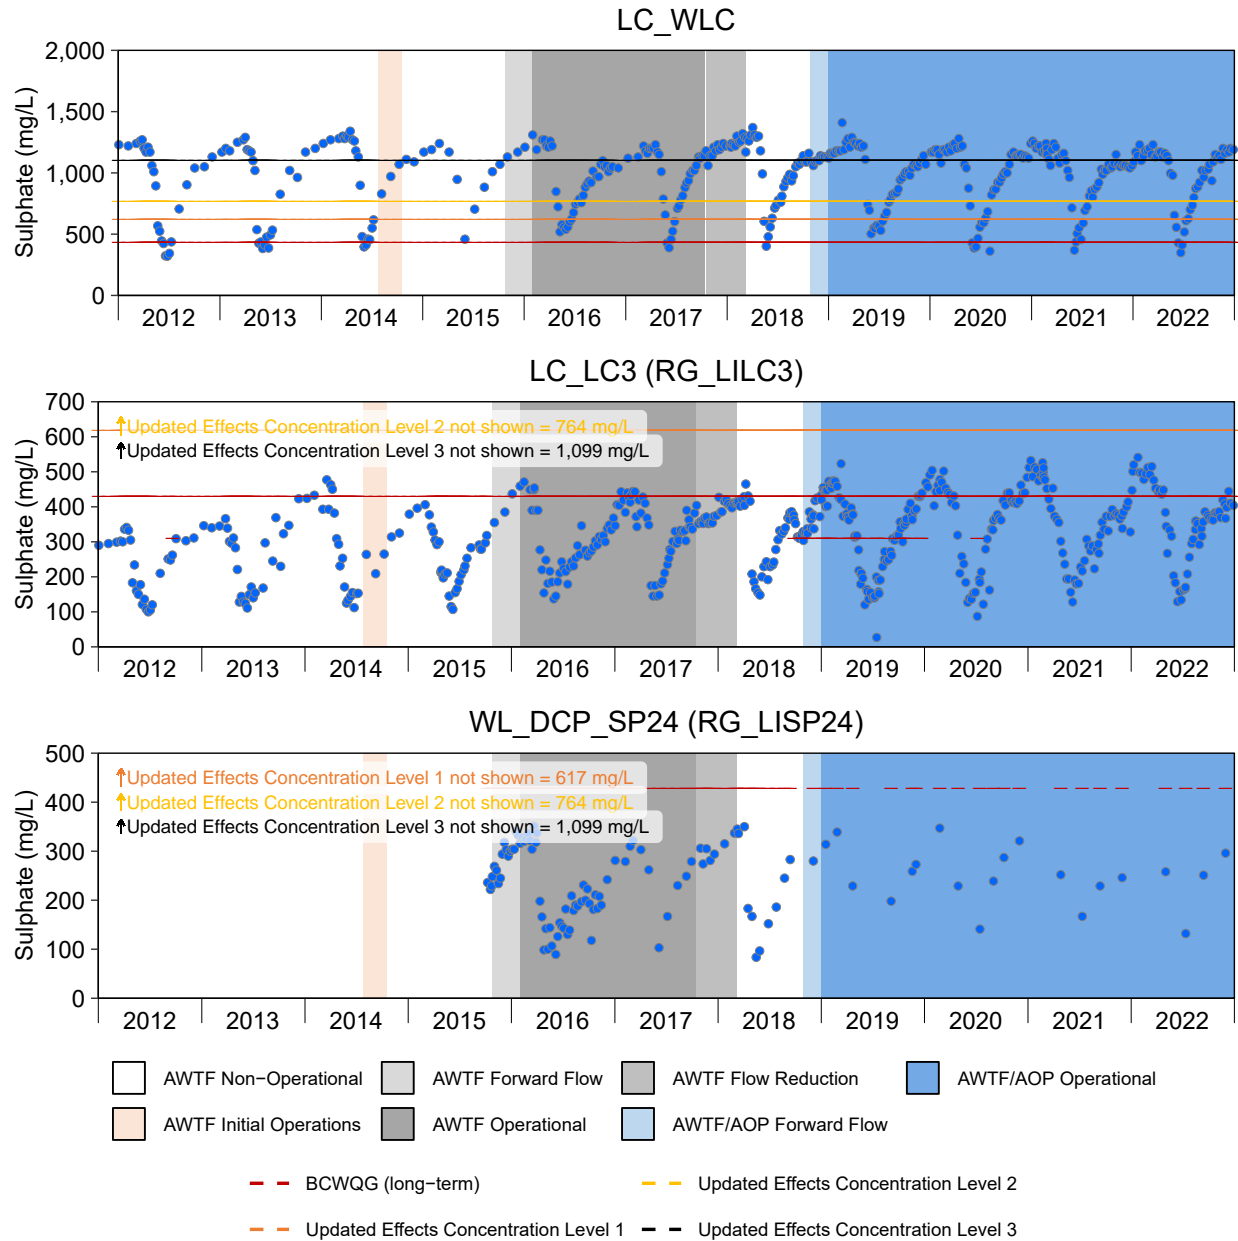 LC_WLC
Sulphate (mg/L)
2,000
1,500
1,000
500
0
2012 2013 2014 2015 2016 2017 2018 2019 2020 2021 2022
LC_LC3 (RG_LILC3)
Sulphate (mg/L)
700
600
500
400
300
200
100
0
↑Updated Effects Concentration Level 2 not shown = 764 mg/L
↑Updated Effects Concentration Level 3 not shown = 1,099 mg/L
2012 2013 2014 2015 2016 2017 2018 2019 2020 2021 2022
WL_DCP_SP24 (RG_LISP24)
Sulphate (mg/L)
500
400
300
200
100
0
↑Updated Effects Concentration Level 1 not shown = 617 mg/L
↑Updated Effects Concentration Level 2 not shown = 764 mg/L
↑Updated Effects Concentration Level 3 not shown = 1,099 mg/L
2012 2013 2014 2015 2016 2017 2018 2019 2020 2021 2022
AWTF Non−Operational AWTF Forward Flow AWTF Flow Reduction AWTF/AOP Operational
AWTF Initial Operations AWTF Operational AWTF/AOP Forward Flow
BCWQG (long−term) Updated Effects Concentration Level 2
Updated Effects Concentration Level 1 Updated Effects Concentration Level 3